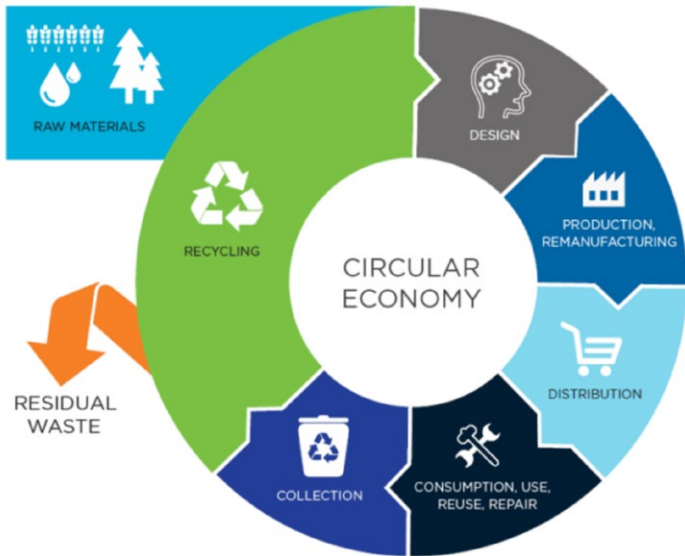 RAW MATERIALS
DESIGN
PRODUCTION,
REMANUFACTURING
RECYCLING
CIRCULAR
ECONOMY
DISTRIBUTION
RESIDUAL
WASTE
COLLECTION
CONSUMPTION, USE,
REUSE, REPAIR